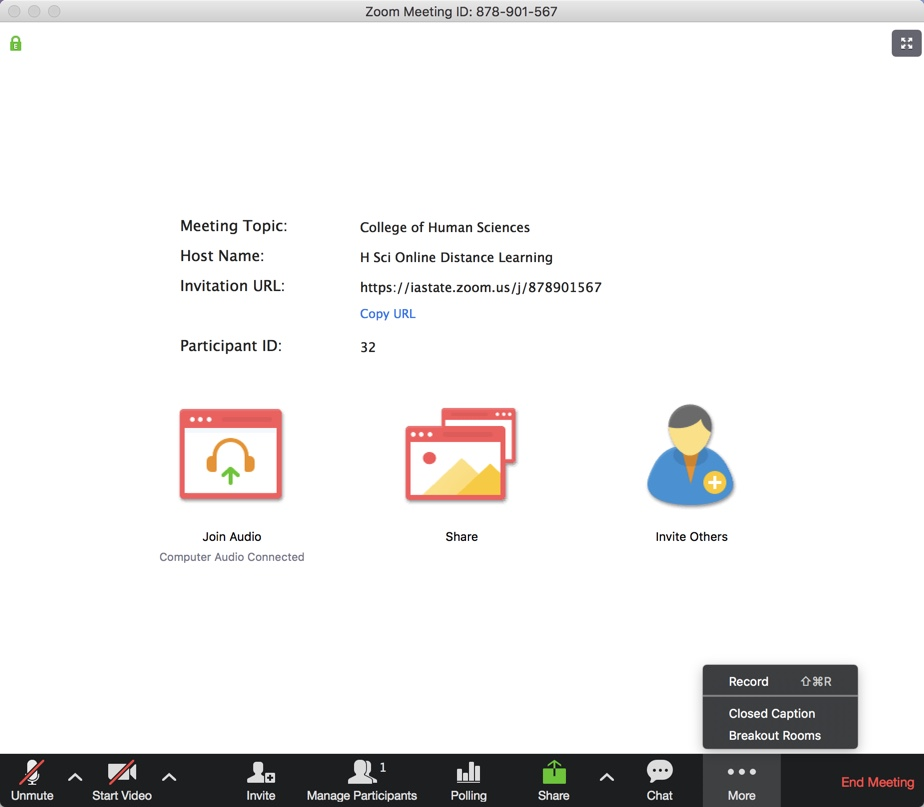 Zoom Meeting ID: 878-901-567
E
Meeting Topic: College of Human Sciences
Host Name: H Sci Online Distance Learning
Invitation URL: https://iastate.zoom.us/j/878901567
Copy URL
Participant ID: 32
Join Audio
Computer Audio Connected
Share
Invite Others
Record ⇧⌘R
Closed Caption
Breakout Rooms
1
Unmute Start Video Invite Manage Participants Polling Share Chat More End Meeting